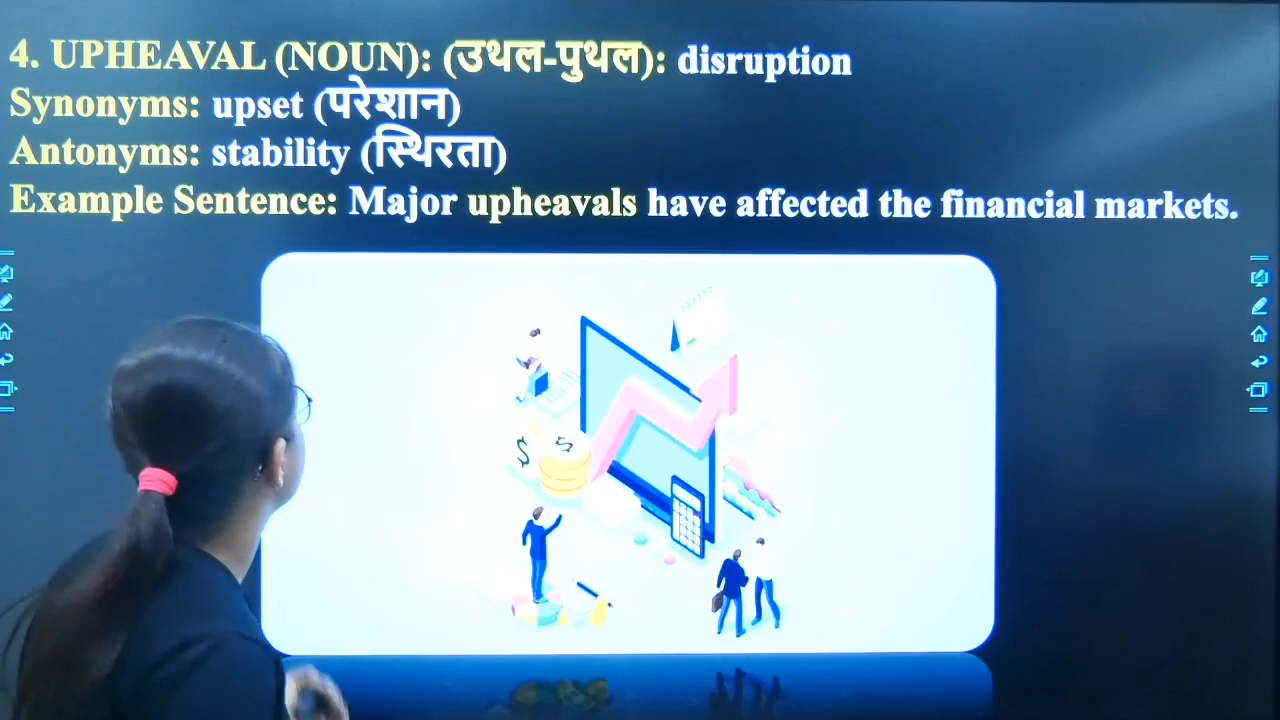 4. UPHEAVAL (NOUN): (उथल-पुथल): disruption
Synonyms: upset (परेशान)
Antonyms: stability (स्थिरता)
Example Sentence: Major upheavals have affected the financial markets.
$ $